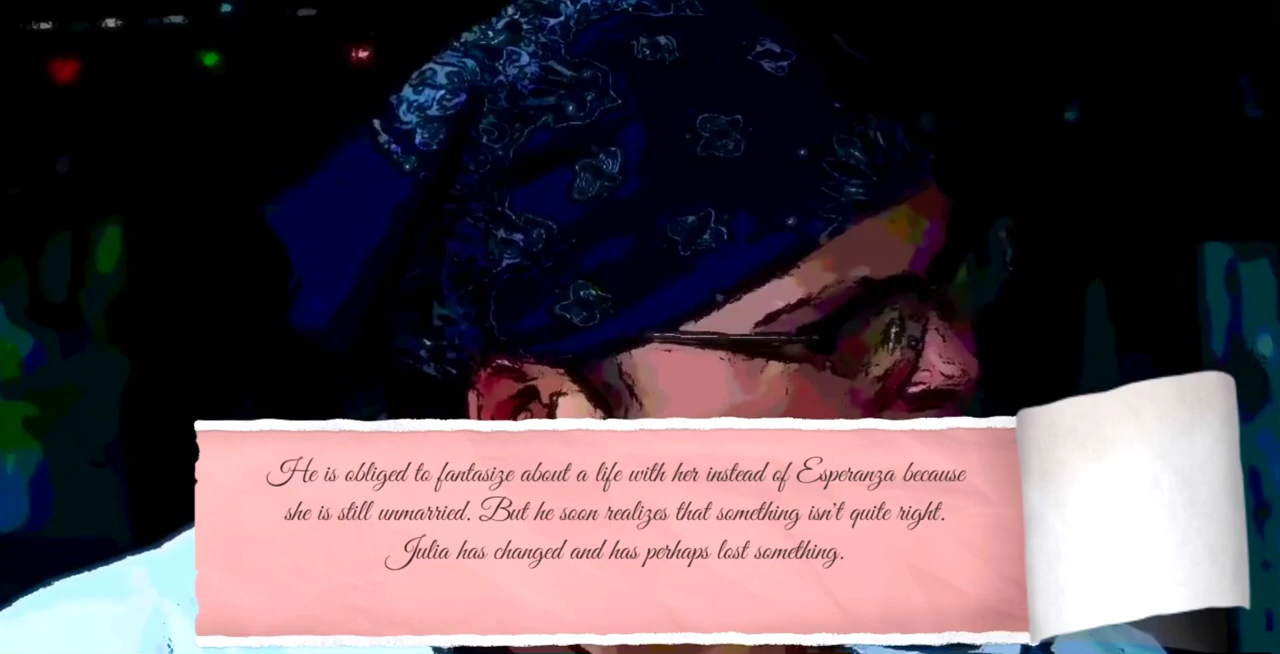 He is obliged to fantasize about a life with her instead of Esperanza because
she is still unmarried. But he soon realizes that something isn't quite right.
Julia has changed and has perhaps lost something.